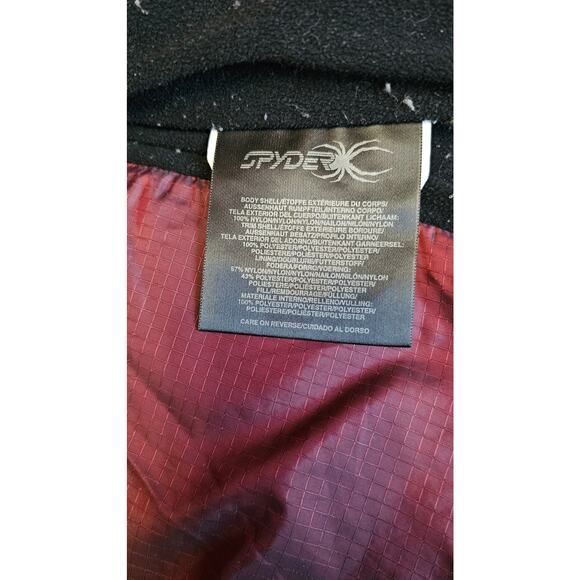 SPYDER
BODY SHELL/ÉTOFFE EXTÉRIEURE DU CORPS/
AUSSENHAUT RUMPFTEIL/INTERNO CORPO/
TELA EXTERIOR DEL CUERPO/BUITENKANT LICHAAM:
100% NYLON/NYLON/NYLON/NAILON/NILON/NYLON
TRIM SHELL/ÉTOFFE EXTÉRIEURE BORDURE/
AUSSENHAUT BEBATZ/PROFILO INTERNO/
TELA EXTERIOR DEL ADORNO/BUITENKANT GARNEERSEL:
100% POLYESTER/POLYESTER/POLYESTER/
POLIESTERE/POLIÉSTER/POLYESTER
LINING/DOUBLURE/FUTTERSTOFF/
FODERA/FORRO/VOERING:
57% NYLON/NYLON/NYLON/NAILON/NILÓN/NYLON
43% POLYESTER/POLYESTER/POLYESTER/
POLIESTERE/POLIÉSTER/POLYESTER
FILL/REMBOURRAGE/FÜLLUNG/
MATERIALE INTERNO/RELLENO/VULLING:
100% POLYESTER/POLYESTER/POLYESTER/
POLIESTERE/POLIÉSTER/POLYESTER
CARE ON REVERSE/CUIDADO AL DORSO